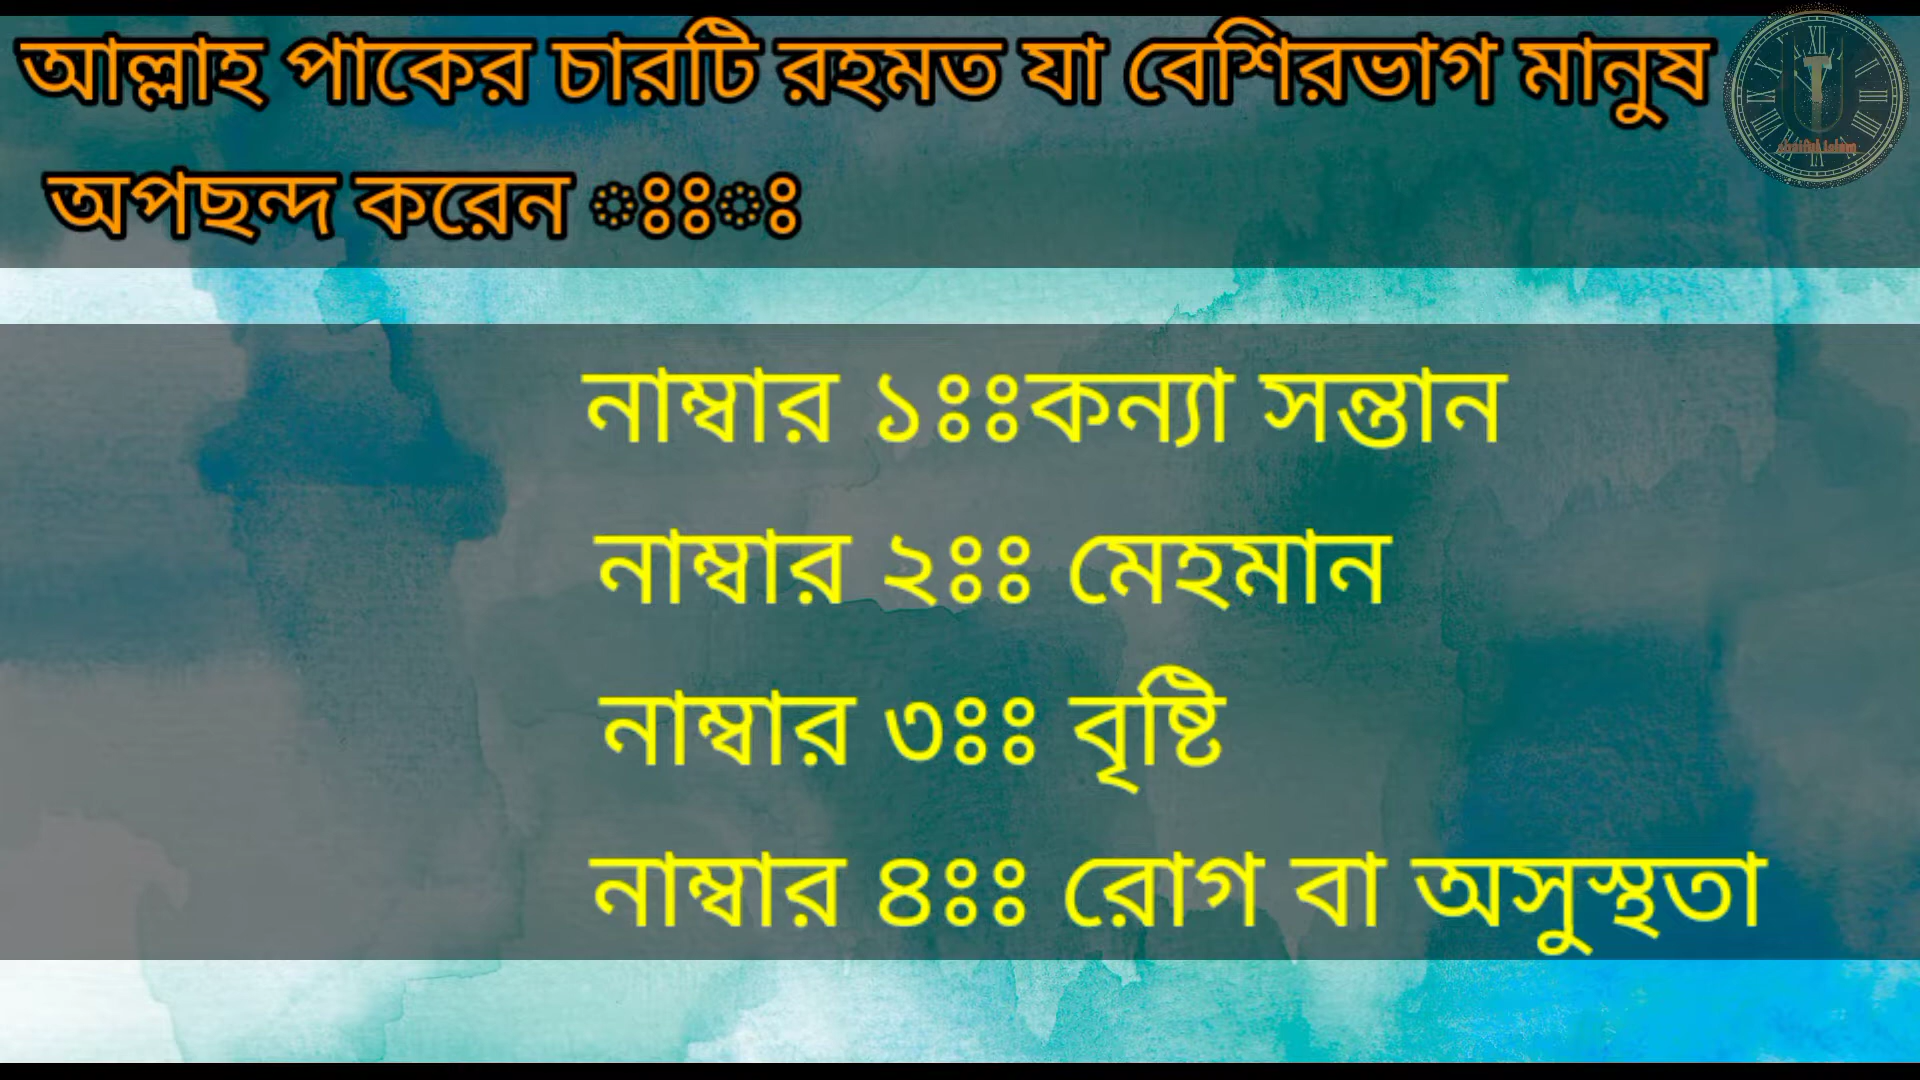 আল্লাহ পাকের চারটি রহমত যা বেশিরভাগ মানুষ
অপছন্দ করেন ঃঃঃ
নাম্বার ১ঃঃকন্যা সন্তান
নাম্বার ২ঃঃ মেহমান
নাম্বার ৩ঃঃ বৃষ্টি
নাম্বার ৪ঃঃ রোগ বা অসুস্থতা